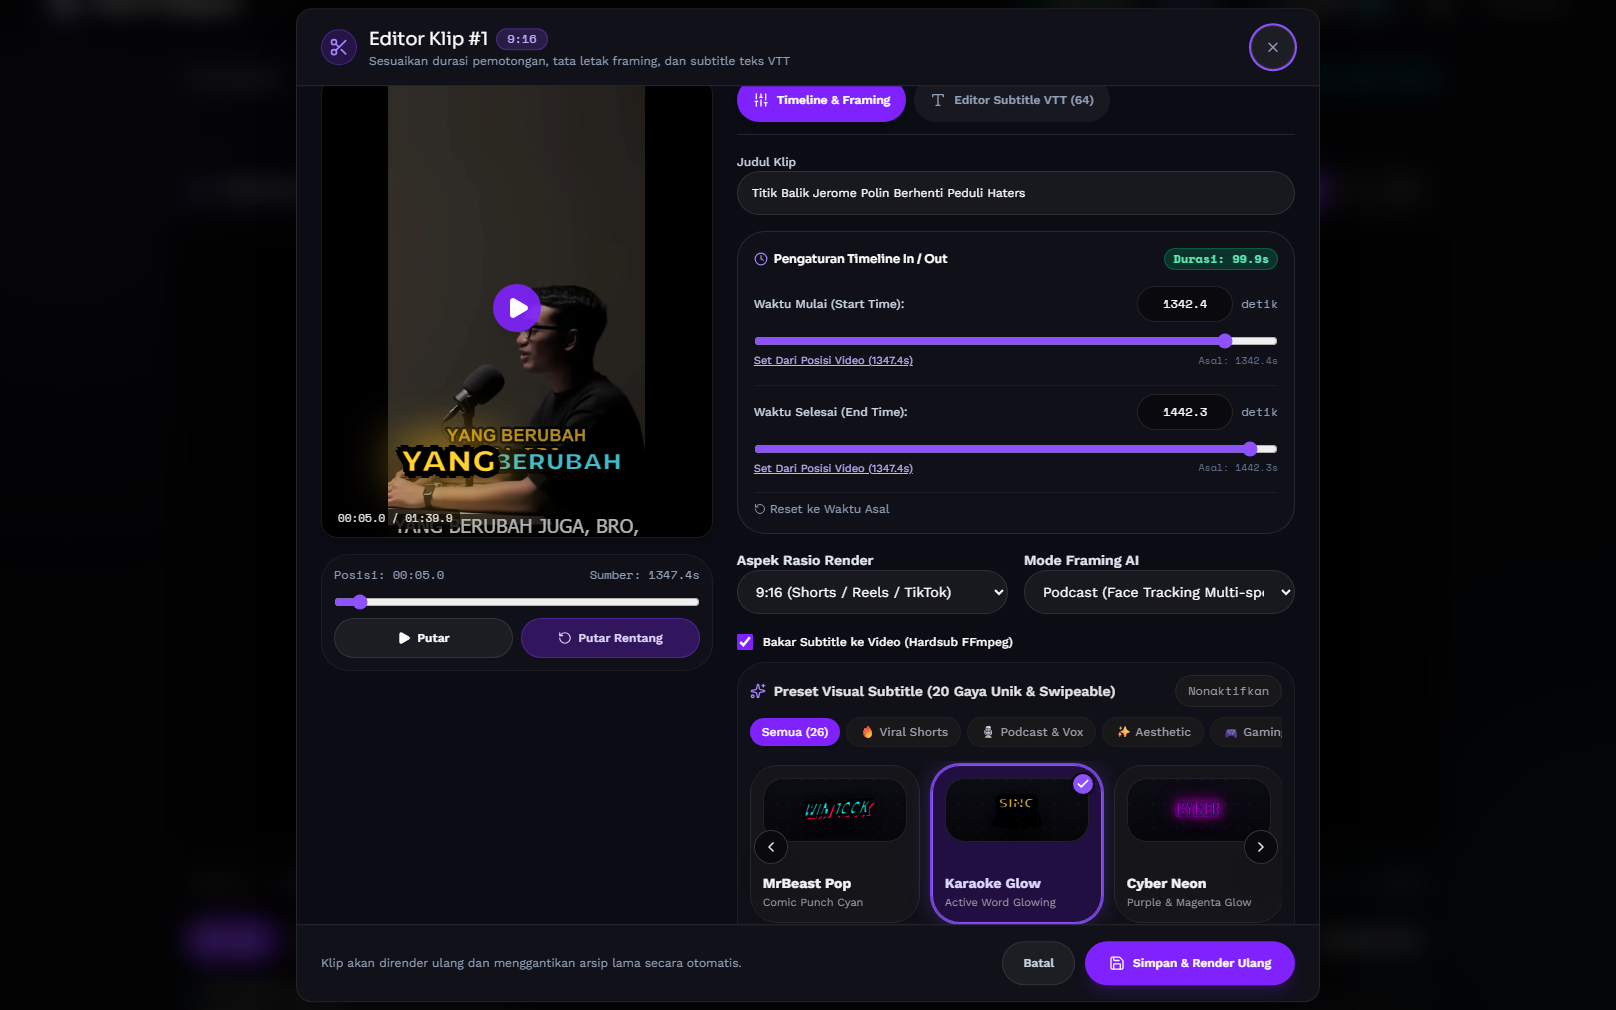 Editor Klip #1
9:16
Sesuaikan durasi pemotongan, tata letak framing, dan subtitle teks VTT
YANG BERUBAH
YANG BERUBAH
YANG BERUBAH JUGA, BRO,
00:05.0 / 01:39.9
Posisi: 00:05.0
Sumber: 1347.4s
Putar
Putar Rentang
Timeline & Framing
Editor Subtitle VTT (64)
Judul Klip
Titik Balik Jerome Polin Berhenti Peduli Haters
Pengaturan Timeline In / Out
Durasi: 99.9s
Waktu Mulai (Start Time):
1342.4
detik
Set Dari Posisi Video (1347.4s)
Asal: 1342.4s
Waktu Selesai (End Time):
1442.3
detik
Set Dari Posisi Video (1347.4s)
Asal: 1442.3s
Reset ke Waktu Asal
Aspek Rasio Render
Mode Framing AI
9:16 (Shorts / Reels / TikTok)
Podcast (Face Tracking Multi-spe
Bakar Subtitle ke Video (Hardsub FFmpeg)
Preset Visual Subtitle (20 Gaya Unik & Swipeable)
Nonaktifkan
Semua (26)
Viral Shorts
Podcast & Vox
Aesthetic
Gaming
CYBER
MrBeast Pop
Comic Punch Cyan
Karaoke Glow
Active Word Glowing
Cyber Neon
Purple & Magenta Glow
Klip akan dirender ulang dan menggantikan arsip lama secara otomatis.
Batal
Simpan & Render Ulang